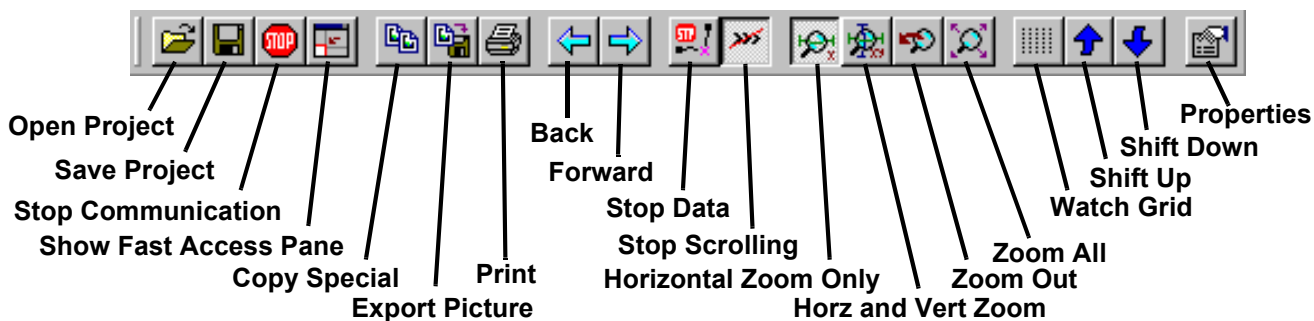 STOP
STP
x
xy
Open Project
Save Project
Stop Communication
Show Fast Access Pane
Copy Special
Export Picture
Print
Back
Forward
Stop Data
Stop Scrolling
Horizontal Zoom Only
Horz and Vert Zoom
Zoom Out
Zoom All
Watch Grid
Shift Up
Shift Down
Properties